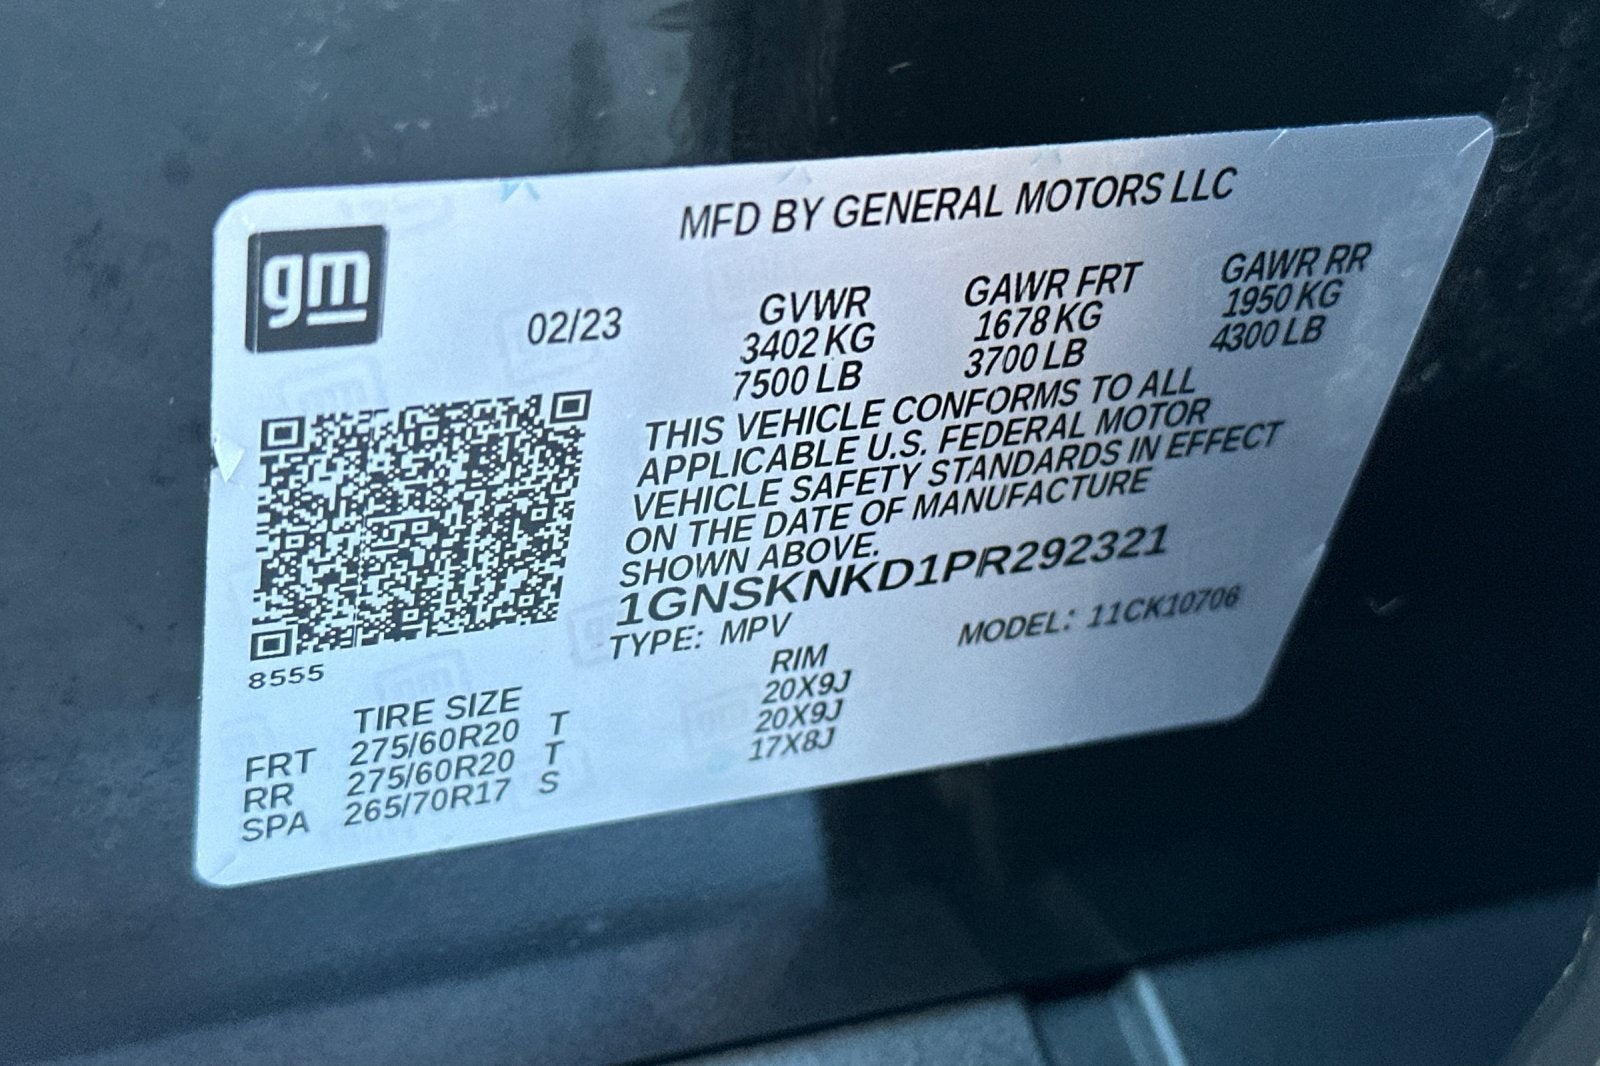 MFD BY GENERAL MOTORS LLC
gm
02/23
GVWR GAWR FRT GAWR RR
3402 KG 1678 KG 1950 KG
7500 LB 3700 LB 4300 LB
THIS VEHICLE CONFORMS TO ALL
APPLICABLE U.S. FEDERAL MOTOR
VEHICLE SAFETY STANDARDS IN EFFECT
ON THE DATE OF MANUFACTURE
SHOWN ABOVE.
1GNSKNKD1PR292321
TYPE: MPV MODEL: 11CK10706
8555
TIRE SIZE RIM
FRT 275/60R20 T 20X9J
RR 275/60R20 T 20X9J
SPA 265/70R17 S 17X8J